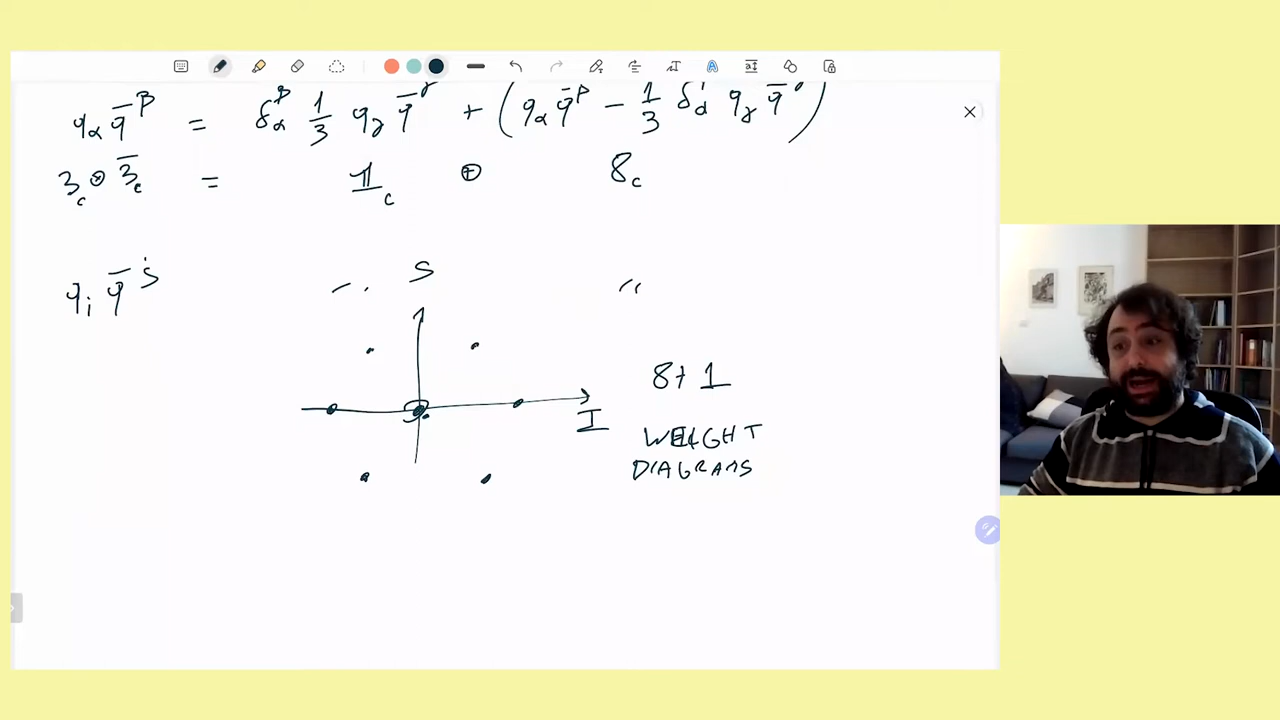 q_α q̄^β = δ_α^β 1/3 q_γ q̄^γ + (q_α q̄^β − 1/3 δ_α q_γ q̄)
3_c ⊗ 3̄_c = 𝟙_c ⊕ 8_c
q_i q̄^j
S
8 + 1
I
WEIGHT
DIAGRAMS